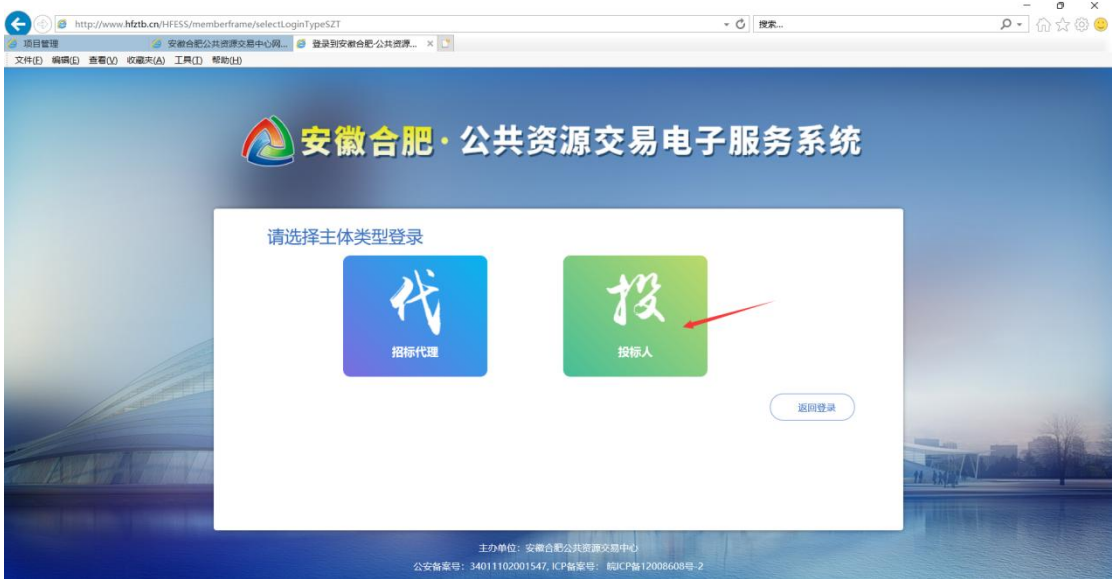 http://www.hfztb.cn/HFESS/memberframe/selectLoginTypeSZT
搜索...
项目管理
安徽合肥公共资源交易中心网...
登录到安徽合肥·公共资源...
文件(F) 编辑(E) 查看(V) 收藏夹(A) 工具(T) 帮助(H)
安徽合肥·公共资源交易电子服务系统
请选择主体类型登录
代
招标代理
投
投标人
返回登录
主办单位：安徽合肥公共资源交易中心
公安备案号：34011102001547, ICP备案号： 皖ICP备12008608号-2